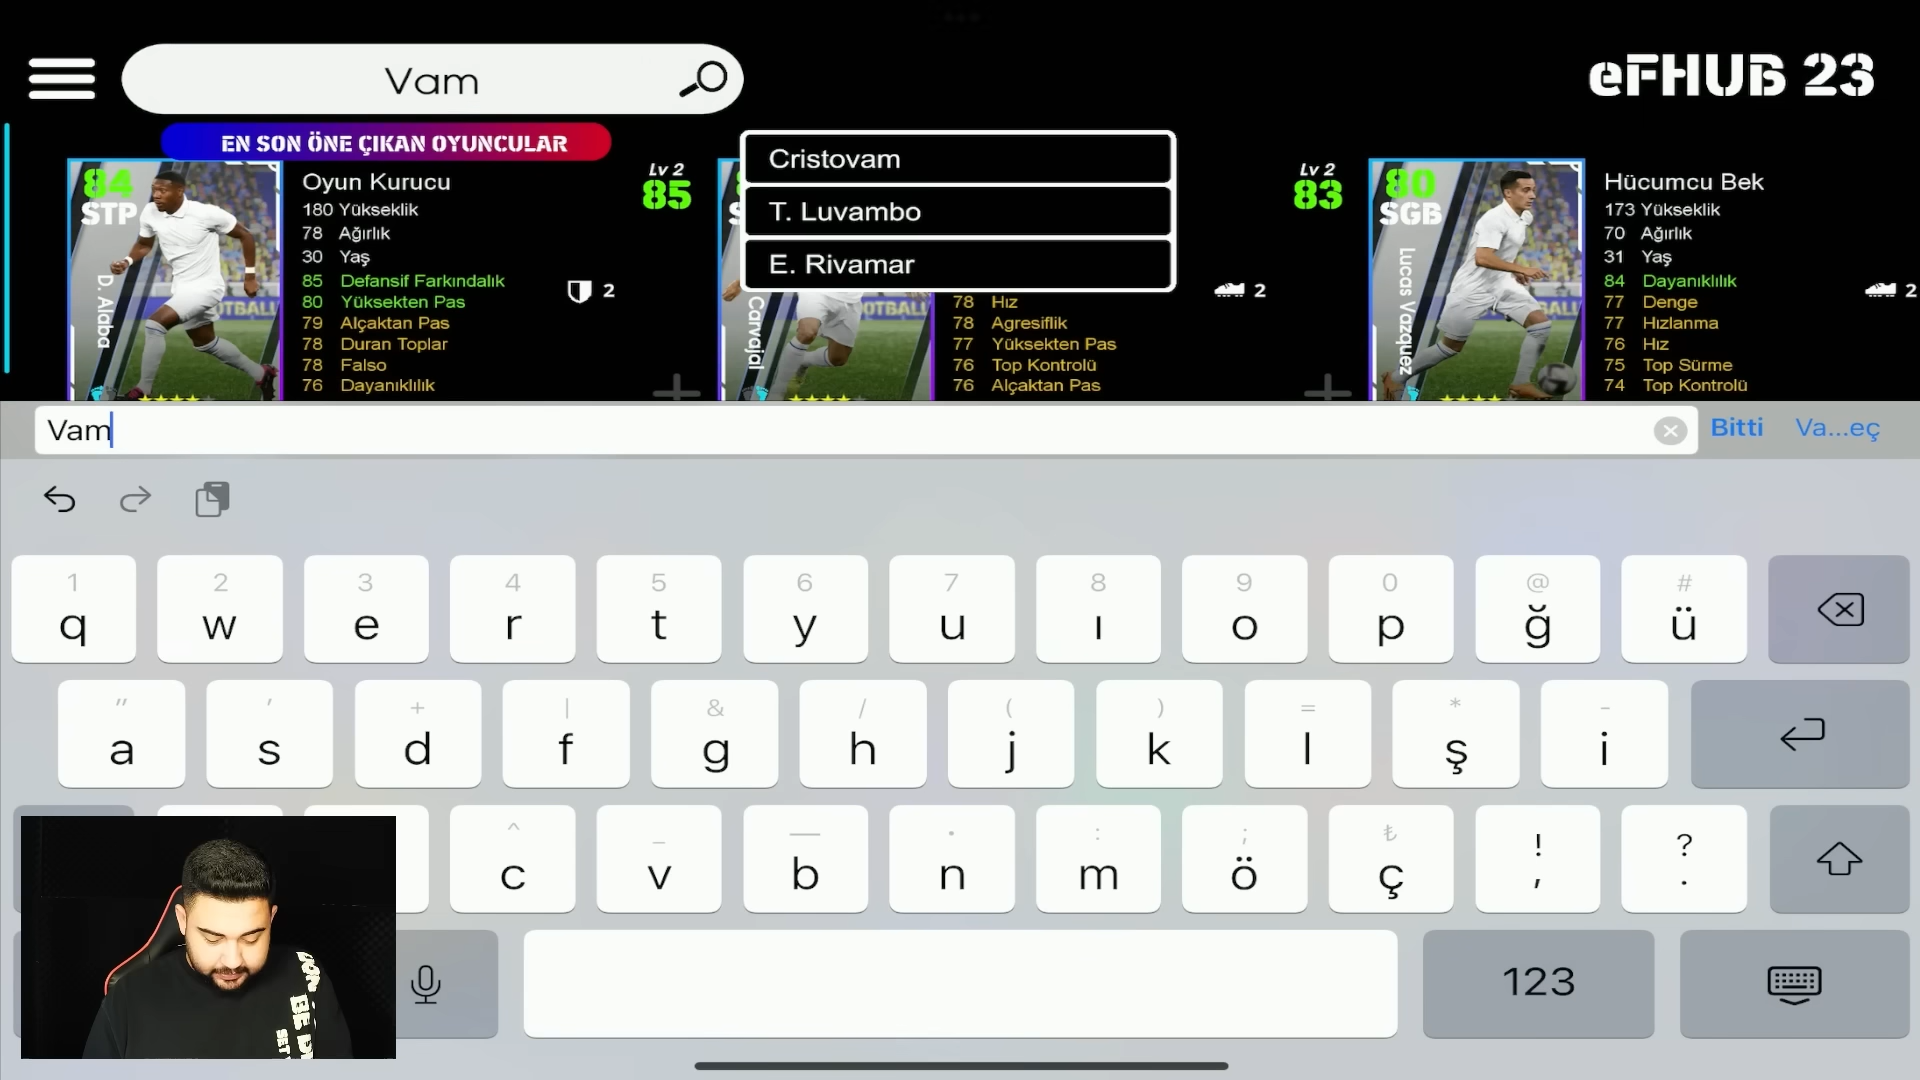 Vam
eFHUB 23
EN SON ÖNE ÇIKAN OYUNCULAR
Cristovam
T. Luvambo
E. Rivamar
84
STP
D. Alaba
Oyun Kurucu
180 Yükseklik
78 Ağırlık
30 Yaş
85 Defansif Farkındalık
80 Yüksekten Pas
79 Alçaktan Pas
78 Duran Toplar
78 Falso
76 Dayanıklılık
Lv 2
85
2
Carvajal
78 Hız
78 Agresiflik
77 Yüksekten Pas
76 Top Kontrolü
76 Alçaktan Pas
Lv 2
83
2
80
SGB
Lucas Vazquez
Hücumcu Bek
173 Yükseklik
70 Ağırlık
31 Yaş
84 Dayanıklılık
77 Denge
77 Hızlanma
76 Hız
75 Top Sürme
74 Top Kontrolü
2
Vam
Bitti
Va...eç
1 2 3 4 5 6 7 8 9 0 @ #
q w e r t y u ı o p ğ ü
" ' + | & / ( ) = * -
a s d f g h j k l ş i
^ _ — · : ; ₺ ! ?
c v b n m ö ç , .
123